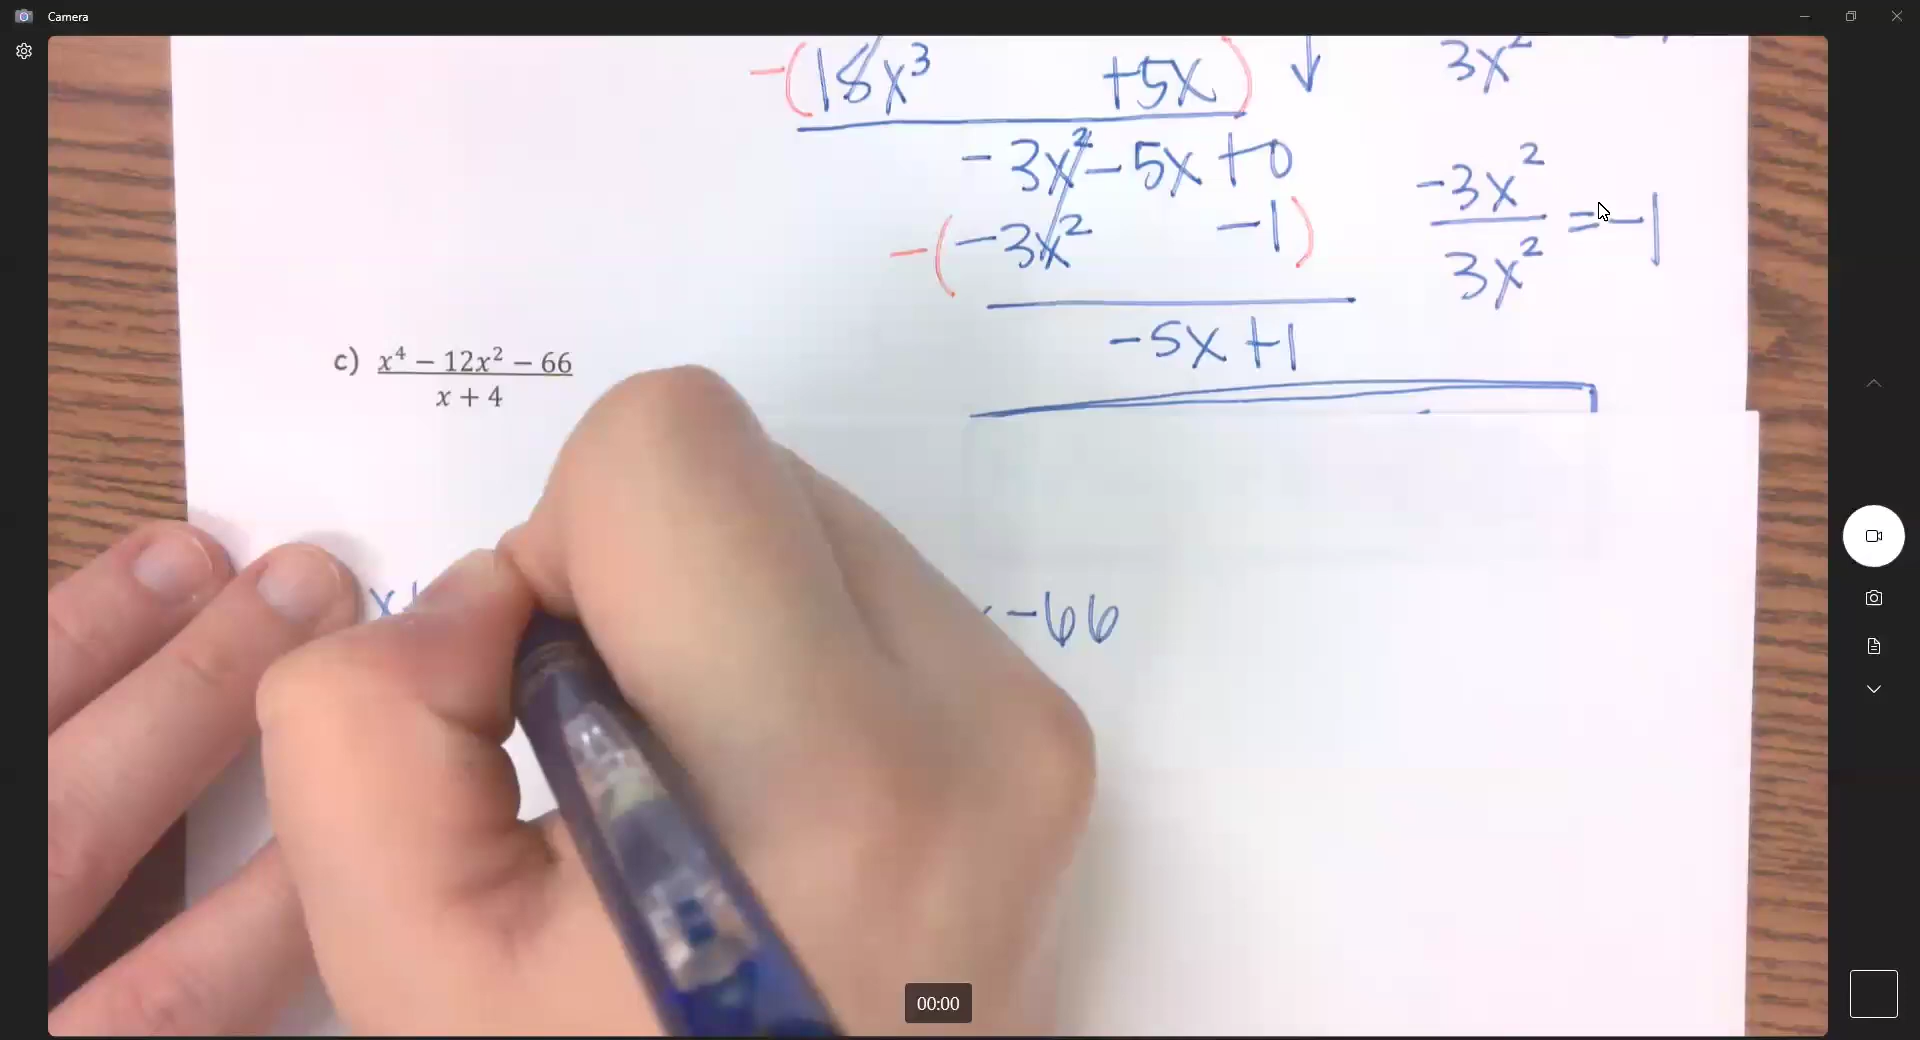 Camera
-(18x³ +5x)
3x²
-3x²-5x+0
-(-3x² -1)
-3x²
3x²
=-1
-5x+1
c) x⁴ − 12x² − 66
x + 4
-66
00:00